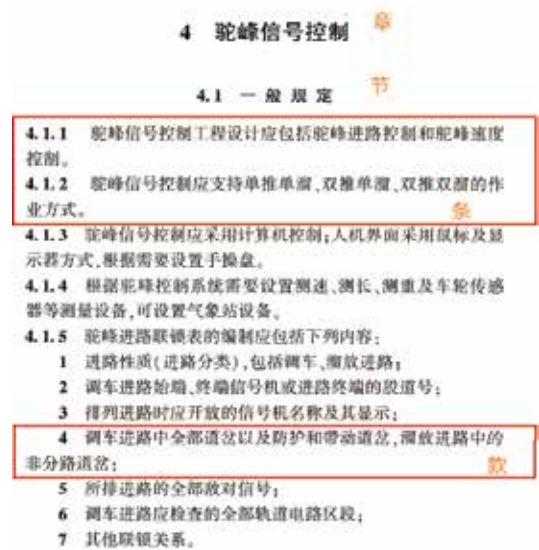 4 驼峰信号控制 章
4.1 一般规定 节
4.1.1 驼峰信号控制工程设计应包括驼峰进路控制和驼峰速度
控制。
4.1.2 驼峰信号控制应支持单推单溜、双推单溜、双推双溜的作
业方式。 条
4.1.3 驼峰信号控制应采用计算机控制;人机界面采用鼠标及显
示器方式,根据需要设置手操盘。
4.1.4 根据驼峰控制系统需要设置测速、测长、测重及车轮传感
器等测量设备,可设置气象站设备。
4.1.5 驼峰进路联锁表的编制应包括下列内容:
1 进路性质(进路分类),包括调车、溜放进路;
2 调车进路始端、终端信号机或进路终端的股道号;
3 排列进路时应开放的信号机名称及其显示;
4 调车进路中全部道岔以及防护和带动道岔,溜放进路中的
非分路道岔; 款
5 所排进路的全部敌对信号;
6 调车进路应检查的全部轨道电路区段;
7 其他联锁关系。